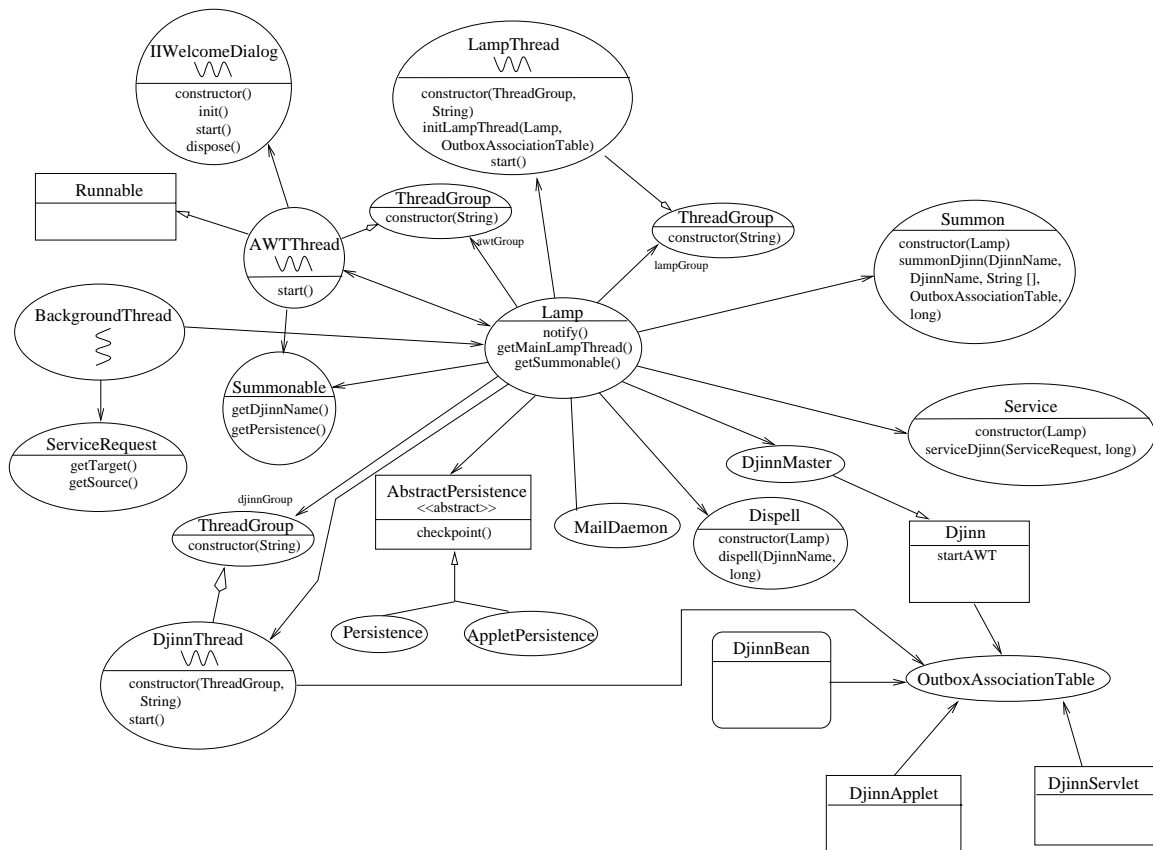 IIWelcomeDialog
constructor()
init()
start()
dispose()
LampThread
constructor(ThreadGroup,
String)
initLampThread(Lamp,
OutboxAssociationTable)
start()
Runnable
ThreadGroup
constructor(String)
awtGroup
ThreadGroup
constructor(String)
lampGroup
Summon
constructor(Lamp)
summonDjinn(DjinnName,
DjinnName, String [],
OutboxAssociationTable,
long)
AWTThread
start()
BackgroundThread
Lamp
notify()
getMainLampThread()
getSummonable()
Summonable
getDjinnName()
getPersistence()
Service
constructor(Lamp)
serviceDjinn(ServiceRequest, long)
ServiceRequest
getTarget()
getSource()
DjinnMaster
djinnGroup
ThreadGroup
constructor(String)
AbstractPersistence
<<abstract>>
checkpoint()
MailDaemon
Dispell
constructor(Lamp)
dispell(DjinnName,
long)
Djinn
startAWT
Persistence
AppletPersistence
DjinnThread
constructor(ThreadGroup,
String)
start()
DjinnBean
OutboxAssociationTable
DjinnApplet
DjinnServlet